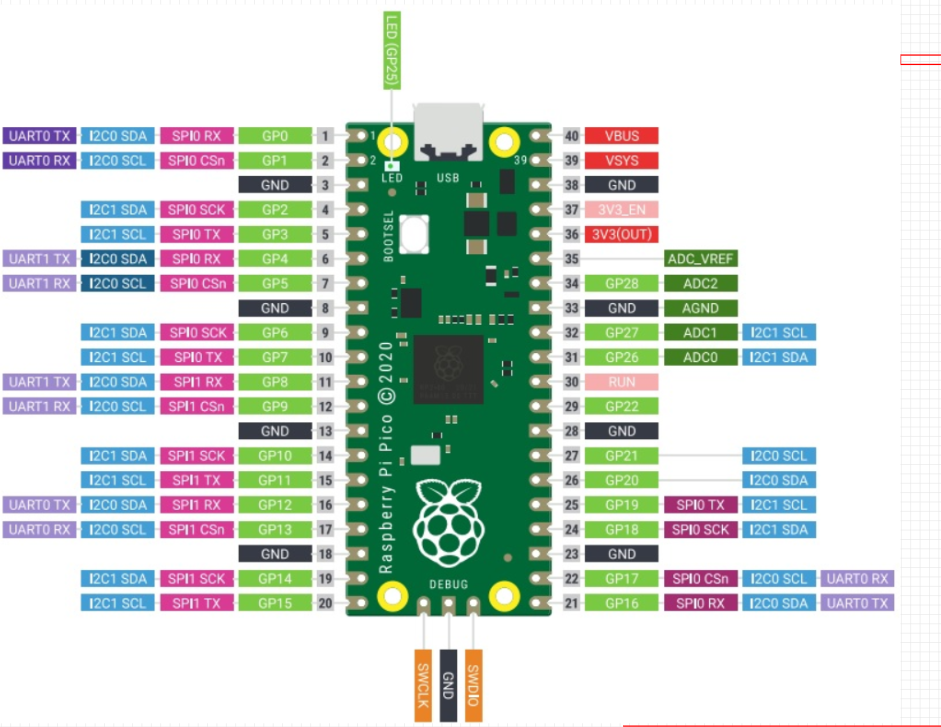 LED (GP25)
UART0 TX I2C0 SDA SPI0 RX GP0 1 1 40 VBUS
UART0 RX I2C0 SCL SPI0 CSn GP1 2 2 39 39 VSYS
LED USB
GND 3 38 GND
I2C1 SDA SPI0 SCK GP2 4 37 3V3_EN
I2C1 SCL SPI0 TX GP3 5 BOOTSEL 36 3V3(OUT)
UART1 TX I2C0 SDA SPI0 RX GP4 6 35 ADC_VREF
UART1 RX I2C0 SCL SPI0 CSn GP5 7 34 GP28 ADC2
GND 8 33 GND AGND
I2C1 SDA SPI0 SCK GP6 9 32 GP27 ADC1 I2C1 SCL
I2C1 SCL SPI0 TX GP7 10 31 GP26 ADC0 I2C1 SDA
UART1 TX I2C0 SDA SPI1 RX GP8 11 30 RUN
UART1 RX I2C0 SCL SPI1 CSn GP9 12 29 GP22
GND 13 28 GND
I2C1 SDA SPI1 SCK GP10 14 27 GP21 I2C0 SCL
I2C1 SCL SPI1 TX GP11 15 26 GP20 I2C0 SDA
UART0 TX I2C0 SDA SPI1 RX GP12 16 25 GP19 SPI0 TX I2C1 SCL
UART0 RX I2C0 SCL SPI1 CSn GP13 17 24 GP18 SPI0 SCK I2C1 SDA
GND 18 23 GND
I2C1 SDA SPI1 SCK GP14 19 22 GP17 SPI0 CSn I2C0 SCL UART0 RX
I2C1 SCL SPI1 TX GP15 20 21 GP16 SPI0 RX I2C0 SDA UART0 TX
Raspberry Pi Pico © 2020
DEBUG
SWCLK GND SWDIO